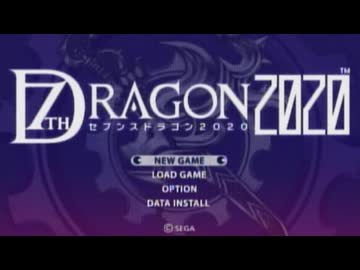 7TH DRAGON 2020™
セブンスドラゴン2020
NEW GAME
LOAD GAME
OPTION
DATA INSTALL
©SEGA